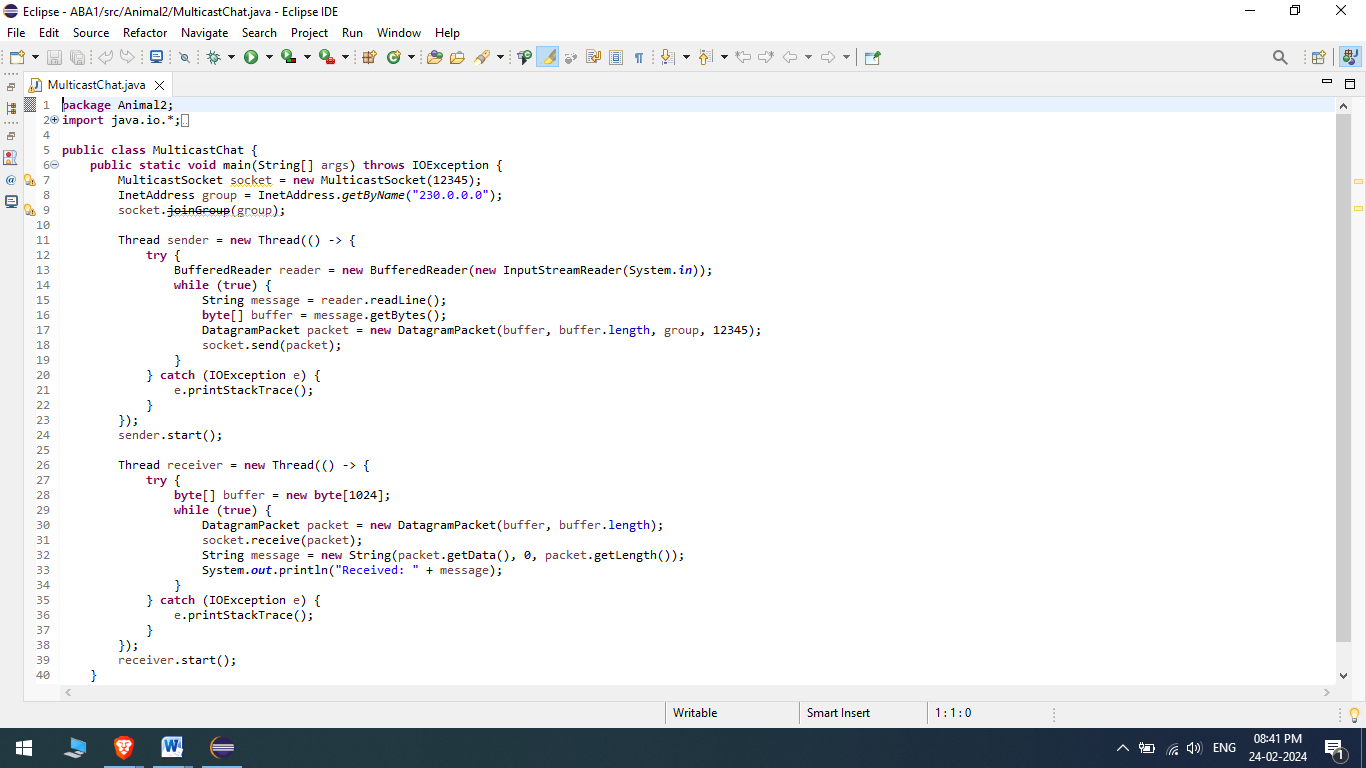 Eclipse - ABA1/src/Animal2/MulticastChat.java - Eclipse IDE
File Edit Source Refactor Navigate Search Project Run Window Help
MulticastChat.java
1 package Animal2;
2 import java.io.*;
4
5 public class MulticastChat {
6     public static void main(String[] args) throws IOException {
7         MulticastSocket socket = new MulticastSocket(12345);
8         InetAddress group = InetAddress.getByName("230.0.0.0");
9         socket.joinGroup(group);
10
11         Thread sender = new Thread(() -> {
12             try {
13                 BufferedReader reader = new BufferedReader(new InputStreamReader(System.in));
14                 while (true) {
15                     String message = reader.readLine();
16                     byte[] buffer = message.getBytes();
17                     DatagramPacket packet = new DatagramPacket(buffer, buffer.length, group, 12345);
18                     socket.send(packet);
19                 }
20             } catch (IOException e) {
21                 e.printStackTrace();
22             }
23         });
24         sender.start();
25
26         Thread receiver = new Thread(() -> {
27             try {
28                 byte[] buffer = new byte[1024];
29                 while (true) {
30                     DatagramPacket packet = new DatagramPacket(buffer, buffer.length);
31                     socket.receive(packet);
32                     String message = new String(packet.getData(), 0, packet.getLength());
33                     System.out.println("Received: " + message);
34                 }
35             } catch (IOException e) {
36                 e.printStackTrace();
37             }
38         });
39         receiver.start();
40     }
Writable Smart Insert 1 : 1 : 0
ENG 08:41 PM
24-02-2024 1